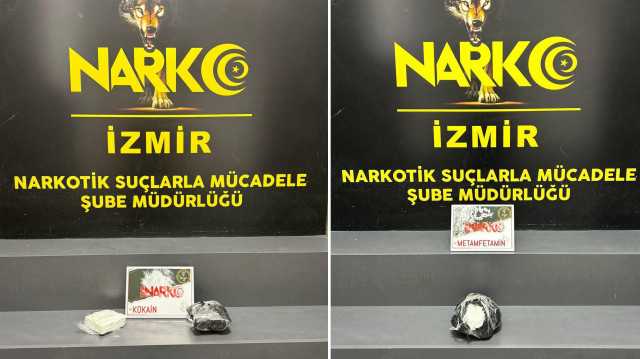 NARKO
İZMİR
NARKOTİK SUÇLARLA MÜCADELE
ŞUBE MÜDÜRLÜĞÜ
NARKO
KOKAİN
NARKO
İZMİR
NARKOTİK SUÇLARLA MÜCADELE
ŞUBE MÜDÜRLÜĞÜ
NARKO
METAMFETAMİN